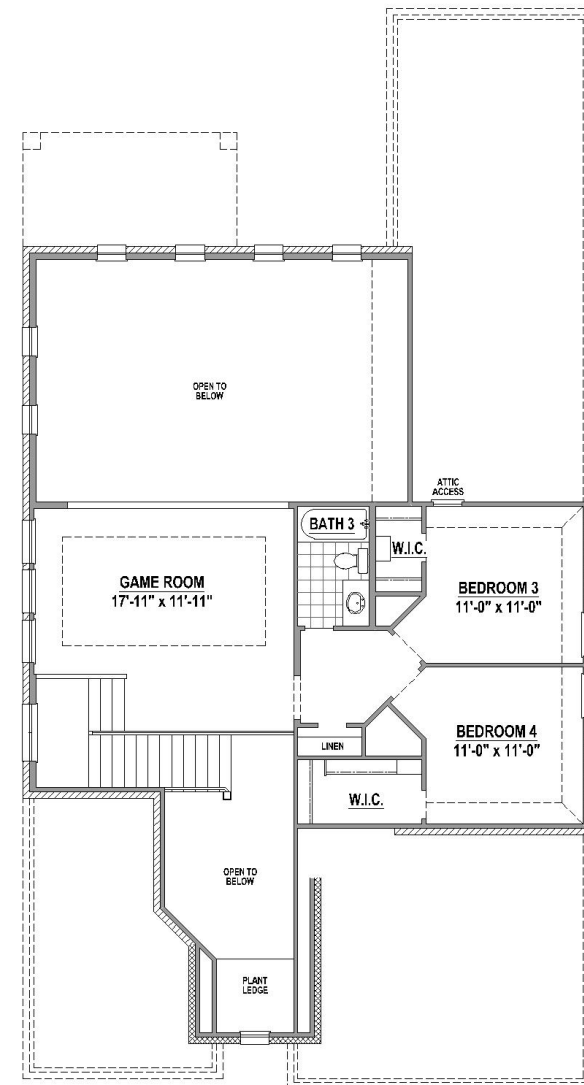 OPEN TO
BELOW
ATTIC
ACCESS
BATH 3
W.I.C.
GAME ROOM
17'-11" x 11'-11"
BEDROOM 3
11'-0" x 11'-0"
BEDROOM 4
11'-0" x 11'-0"
LINEN
W.I.C.
OPEN TO
BELOW
PLANT
LEDGE